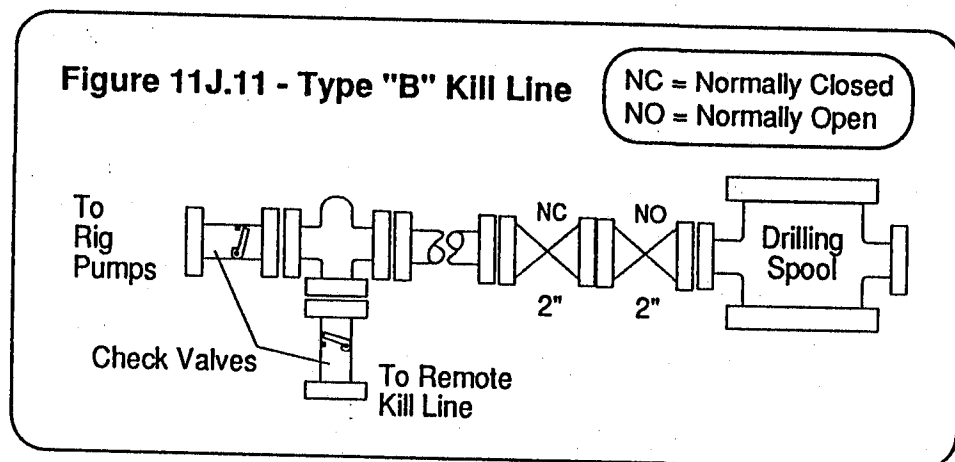 Figure 11J.11 - Type "B" Kill Line
NC = Normally Closed
NO = Normally Open
To
Rig
Pumps
NC
NO
Drilling
Spool
2"
2"
Check Valves
To Remote
Kill Line